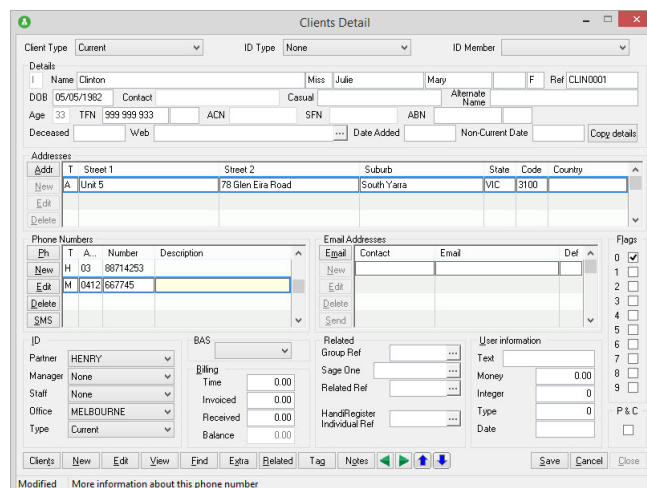 Clients Detail
Client Type Current ID Type None ID Member
Details
I Name Clinton Miss Julie Mary F Ref CLIN0001
DOB 05/05/1982 Contact Casual Alternate Name
Age 33 TFN 999 999 933 ACN SFN ABN
Deceased Web ... Date Added Non-Current Date Copy details
Addresses
Addr T Street 1 Street 2 Suburb State Code Country
New A Unit 5 78 Glen Eira Road South Yarra VIC 3100
Edit
Delete
Phone Numbers Email Addresses Flags
Ph T A... Number Description Email Contact Email Def 0
New H 03 88714253 New 1
Edit M 0412 667745 Edit 2
Delete Delete 3
SMS Send 4
5
ID BAS Related User information 6
Partner HENRY Group Ref ... Text 7
Manager None Billing Sage One ... Money 0.00 8
Staff None Time 0.00 Related Ref ... Integer 0 9
Office MELBOURNE Invoiced 0.00 Type 0 P & C
Type Current Received 0.00 HandiRegister Individual Ref ... Date
Balance 0.00
Clients New Edit View Find Extra Related Tag Notes Save Cancel Close
Modified More information about this phone number